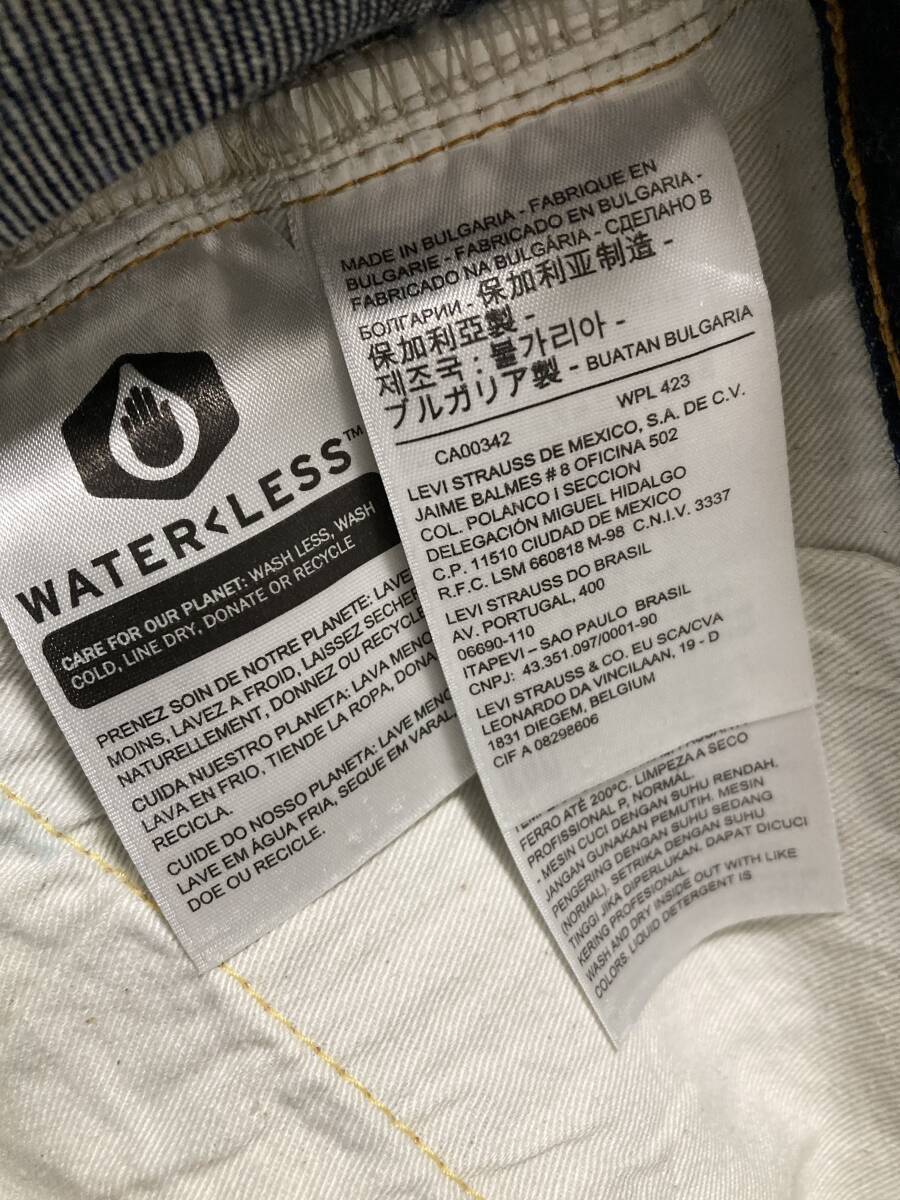 WATER<LESS™
CARE FOR OUR PLANET: WASH LESS, WASH
COLD, LINE DRY, DONATE OR RECYCLE
PRENEZ SOIN DE NOTRE PLANETE: LAVE
MOINS, LAVEZ A FROID, LAISSEZ SECHER
NATURELLEMENT, DONNEZ OU RECYCLE
CUIDA NUESTRO PLANETA: LAVA MENO
LAVA EN FRIO, TIENDE LA ROPA, DONA
RECICLA.
CUIDE DO NOSSO PLANETA: LAVE MENO
LAVE EM ÁGUA FRIA, SEQUE EM VARAL,
DOE OU RECICLE.
MADE IN BULGARIA - FABRIQUE EN
BULGARIE - FABRICADO EN BULGARIA -
FABRICADO NA BULGÁRIA - СДЕЛАНО В
БОЛГАРИИ - 保加利亚制造 -
保加利亞製 -
제조국 : 불가리아 -
ブルガリア製 - BUATAN BULGARIA
CA00342 WPL 423
LEVI STRAUSS DE MEXICO, S.A. DE C.V.
JAIME BALMES # 8 OFICINA 502
COL. POLANCO I SECCION
DELEGACIÓN MIGUEL HIDALGO
C.P. 11510 CIUDAD DE MEXICO
R.F.C. LSM 660818 M-98 C.N.I.V. 3337
LEVI STRAUSS DO BRASIL
AV. PORTUGAL, 400
06690-110
ITAPEVI – SAO PAULO BRASIL
CNPJ: 43.351.097/0001-90
LEVI STRAUSS & CO. EU SCA/CVA
LEONARDO DA VINCILAAN, 19 - D
1831 DIEGEM, BELGIUM
CIF A 08298606
FERRO ATÉ 200ºC. LIMPEZA A SECO
PROFISSIONAL P, NORMAL.
- MESIN CUCI DENGAN SUHU RENDAH.
JANGAN GUNAKAN PEMUTIH. MESIN
PENGERING DENGAN SUHU SEDANG
(NORMAL). SETRIKA DENGAN SUHU
TINGGI JIKA DIPERLUKAN. DAPAT DICUCI
KERING PROFESIONAL.
WASH AND DRY INSIDE OUT WITH LIKE
COLORS. LIQUID DETERGENT IS